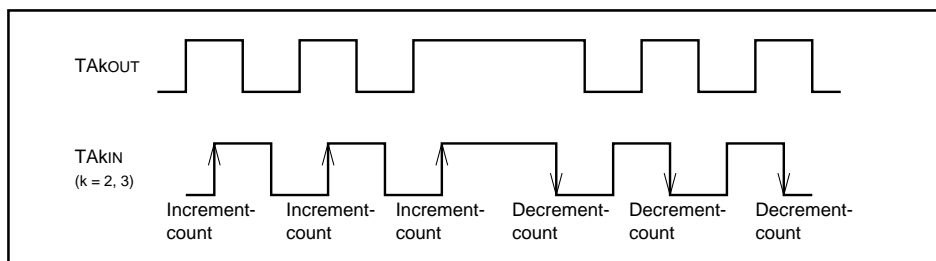 TAkOUT
TAkIN
(k = 2, 3)
Increment-
count
Increment-
count
Increment-
count
Decrement-
count
Decrement-
count
Decrement-
count